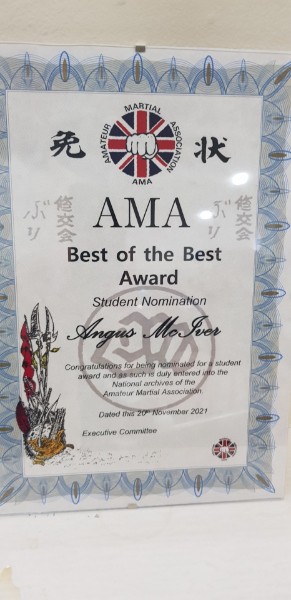 AMATEUR MARTIAL ASSOCIATION
AMA
免 状
AMA
Best of the Best
Award
Student Nomination
Angus McIver
Congratulations for being nominated for a student
award and as such is duly entered into the
National archives of the
Amateur Martial Association.
Dated this 20th November 2021
Executive Committee